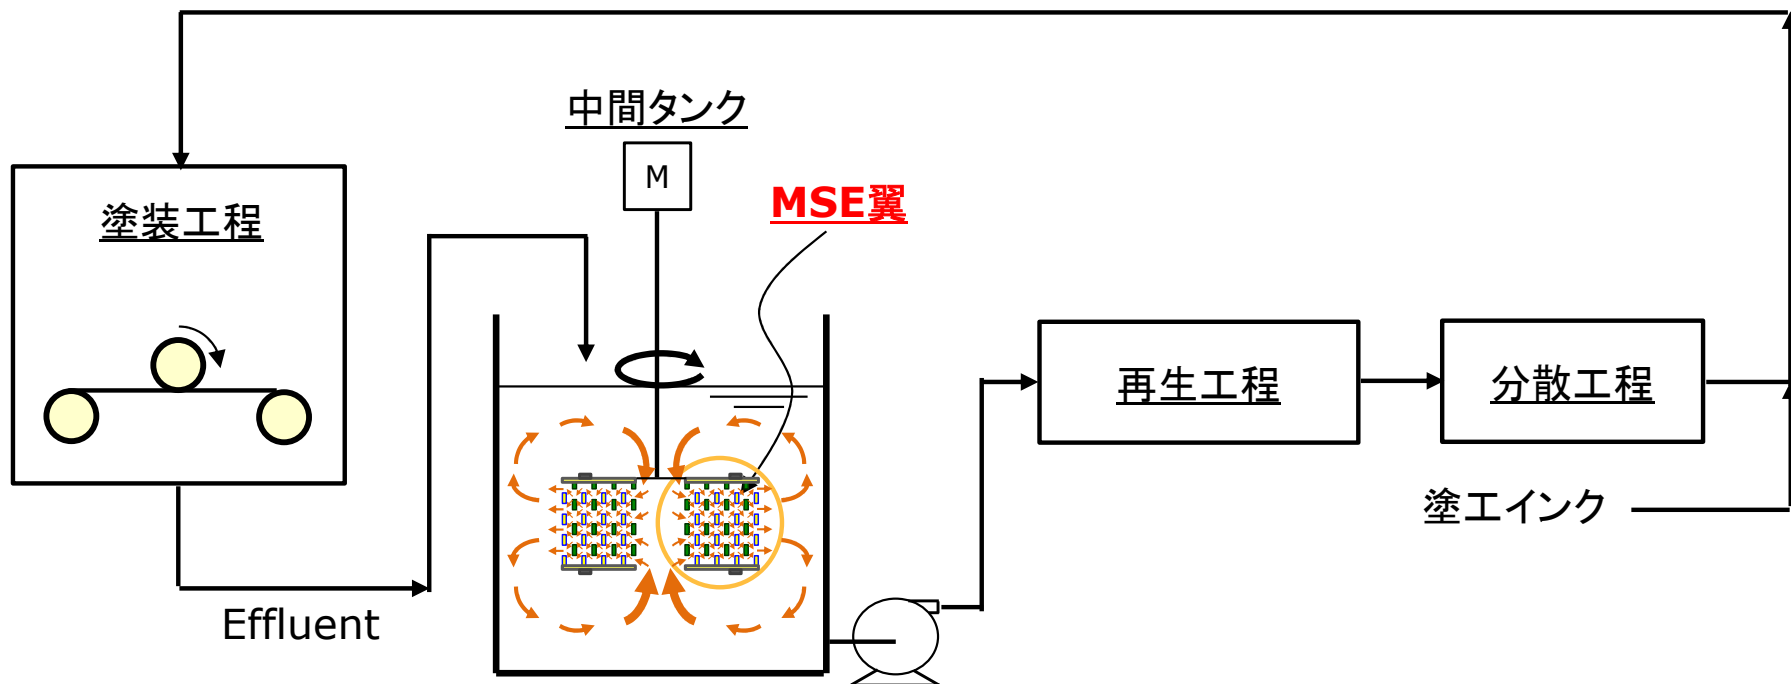 中間タンク
M
MSE翼
塗装工程
再生工程
分散工程
塗工インク
Effluent